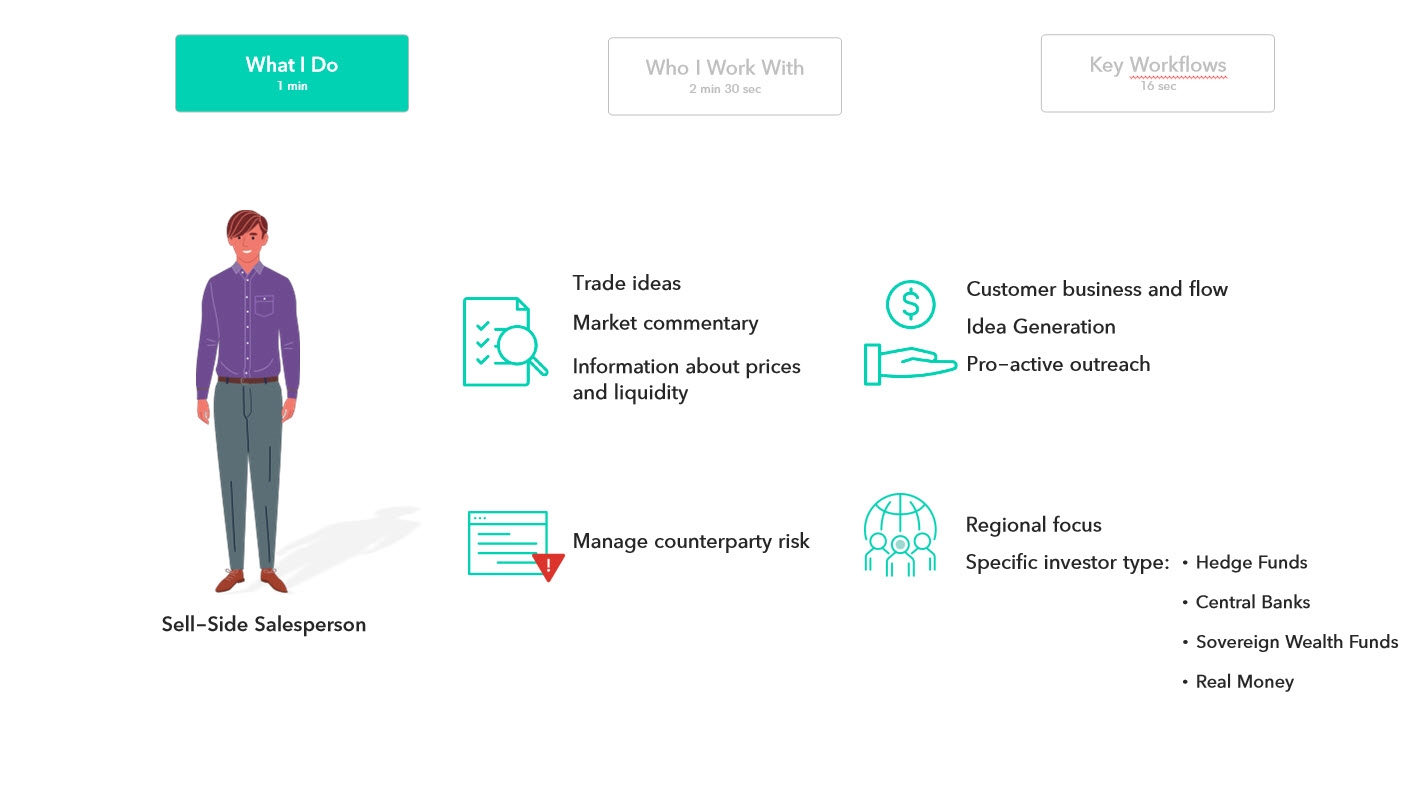 What I Do
1 min
Who I Work With
2 min 30 sec
Key Workflows
16 sec
Trade ideas
Market commentary
Information about prices
and liquidity
Customer business and flow
Idea Generation
Pro-active outreach
Manage counterparty risk
Regional focus
Specific investor type:
• Hedge Funds
• Central Banks
• Sovereign Wealth Funds
• Real Money
Sell-Side Salesperson